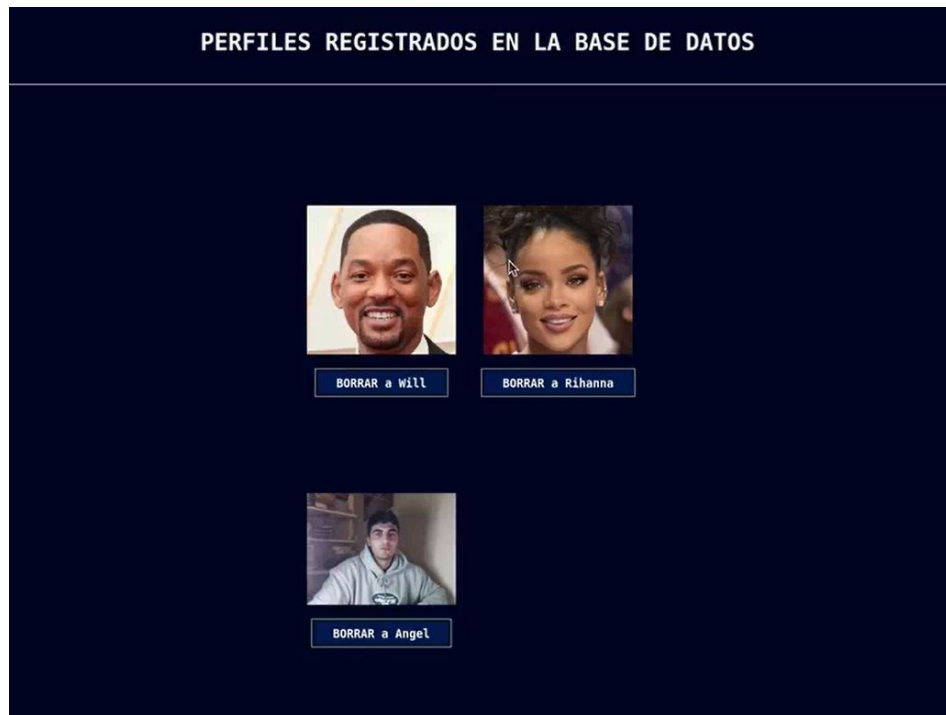 PERFILES REGISTRADOS EN LA BASE DE DATOS
BORRAR a Will
BORRAR a Rihanna
BORRAR a Angel